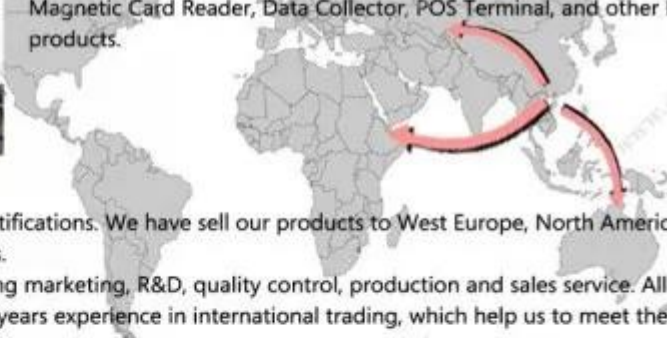 Magnetic Card Reader, Data Collector, POS Terminal, and other
products.
tifications. We have sell our products to West Europe, North Americ
s.
ng marketing, R&D, quality control, production and sales service. All
years experience in international trading, which help us to meet the